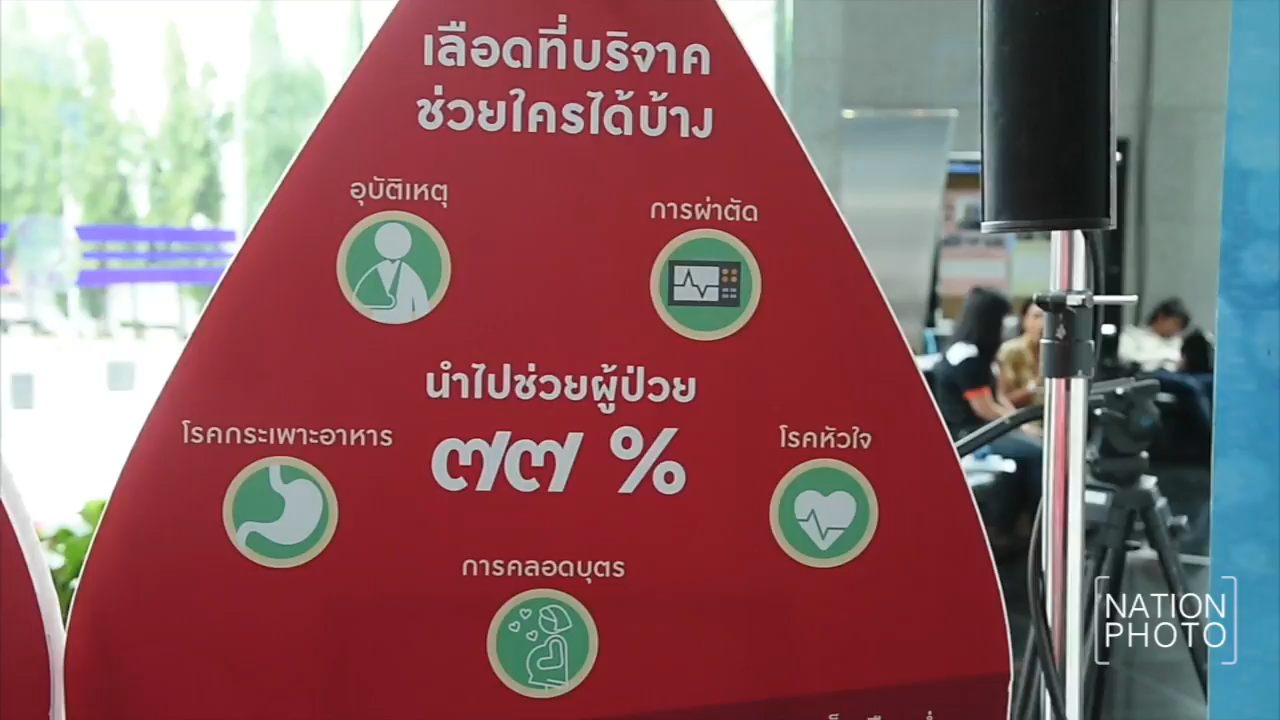 เลือดที่บริจาค
ช่วยใครได้บ้าง
อุบัติเหตุ
การผ่าตัด
นำไปช่วยผู้ป่วย
๗๗ %
โรคกระเพาะอาหาร
โรคหัวใจ
การคลอดบุตร
NATION
PHOTO